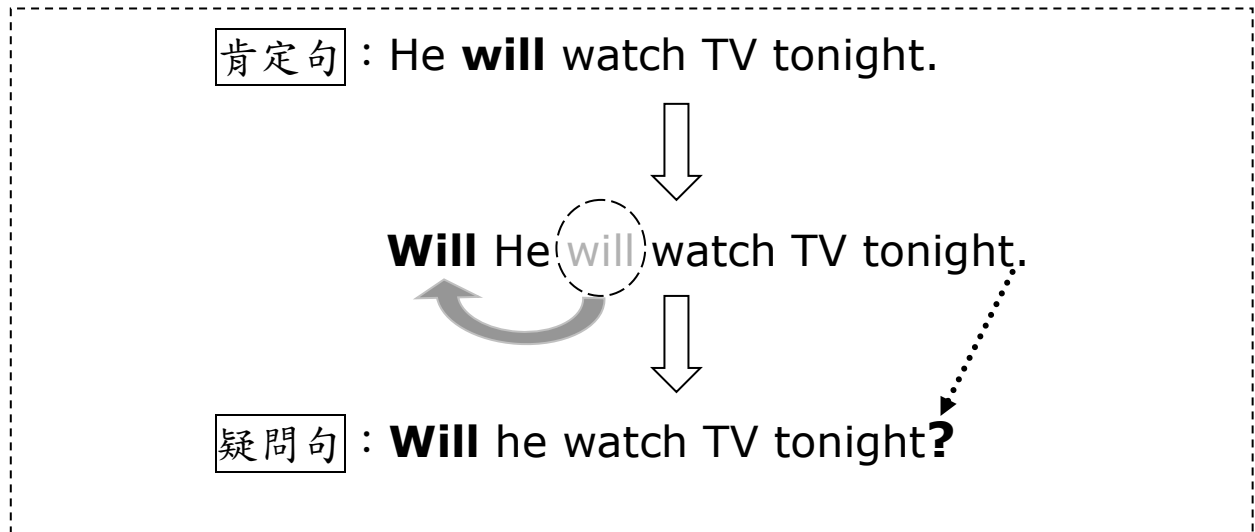 肯定句：He will watch TV tonight.
Will He will watch TV tonight.
疑問句：Will he watch TV tonight?